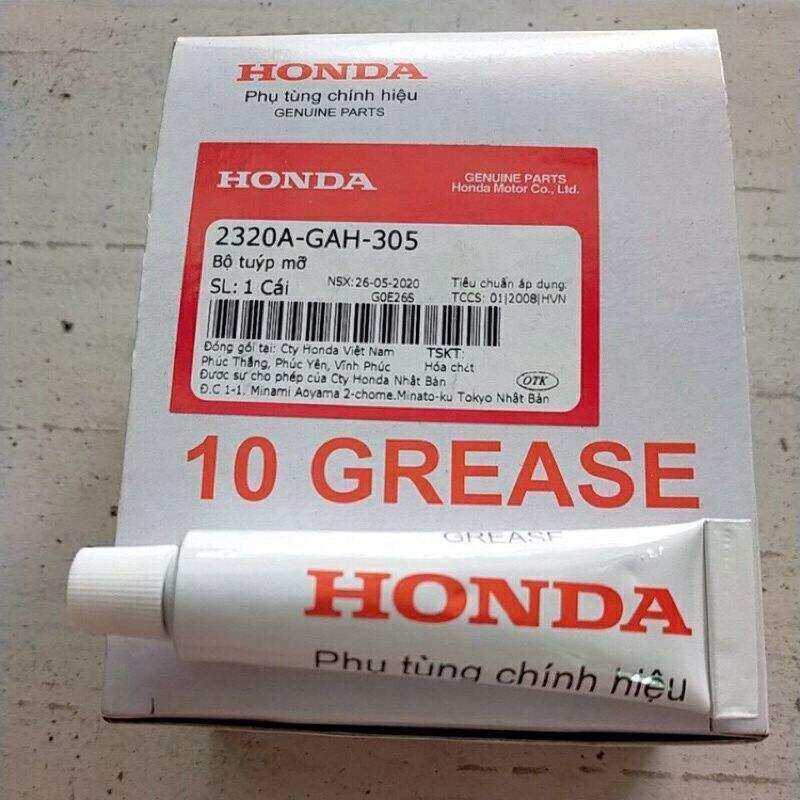 HONDA
Phụ tùng chính hiệu
GENUINE PARTS
HONDA
GENUINE PARTS
Honda Motor Co., Ltd.
2320A-GAH-305
Bộ tuýp mỡ
SL: 1 Cái
NSX: 26-05-2020
G0E26S
Tiêu chuẩn áp dụng:
TCCS: 01|2008|HVN
Đóng gói tại: Cty Honda Việt Nam
Phúc Thắng, Phúc Yên, Vĩnh Phúc
TSKT:
Hóa chất
Được sự cho phép của Cty Honda Nhật Bản
Đ.C 1-1. Minami Aoyama 2-chome.Minato-ku Tokyo Nhật Bản
OTK
10 GREASE
GREASE
HONDA
Phụ tùng chính hiệu